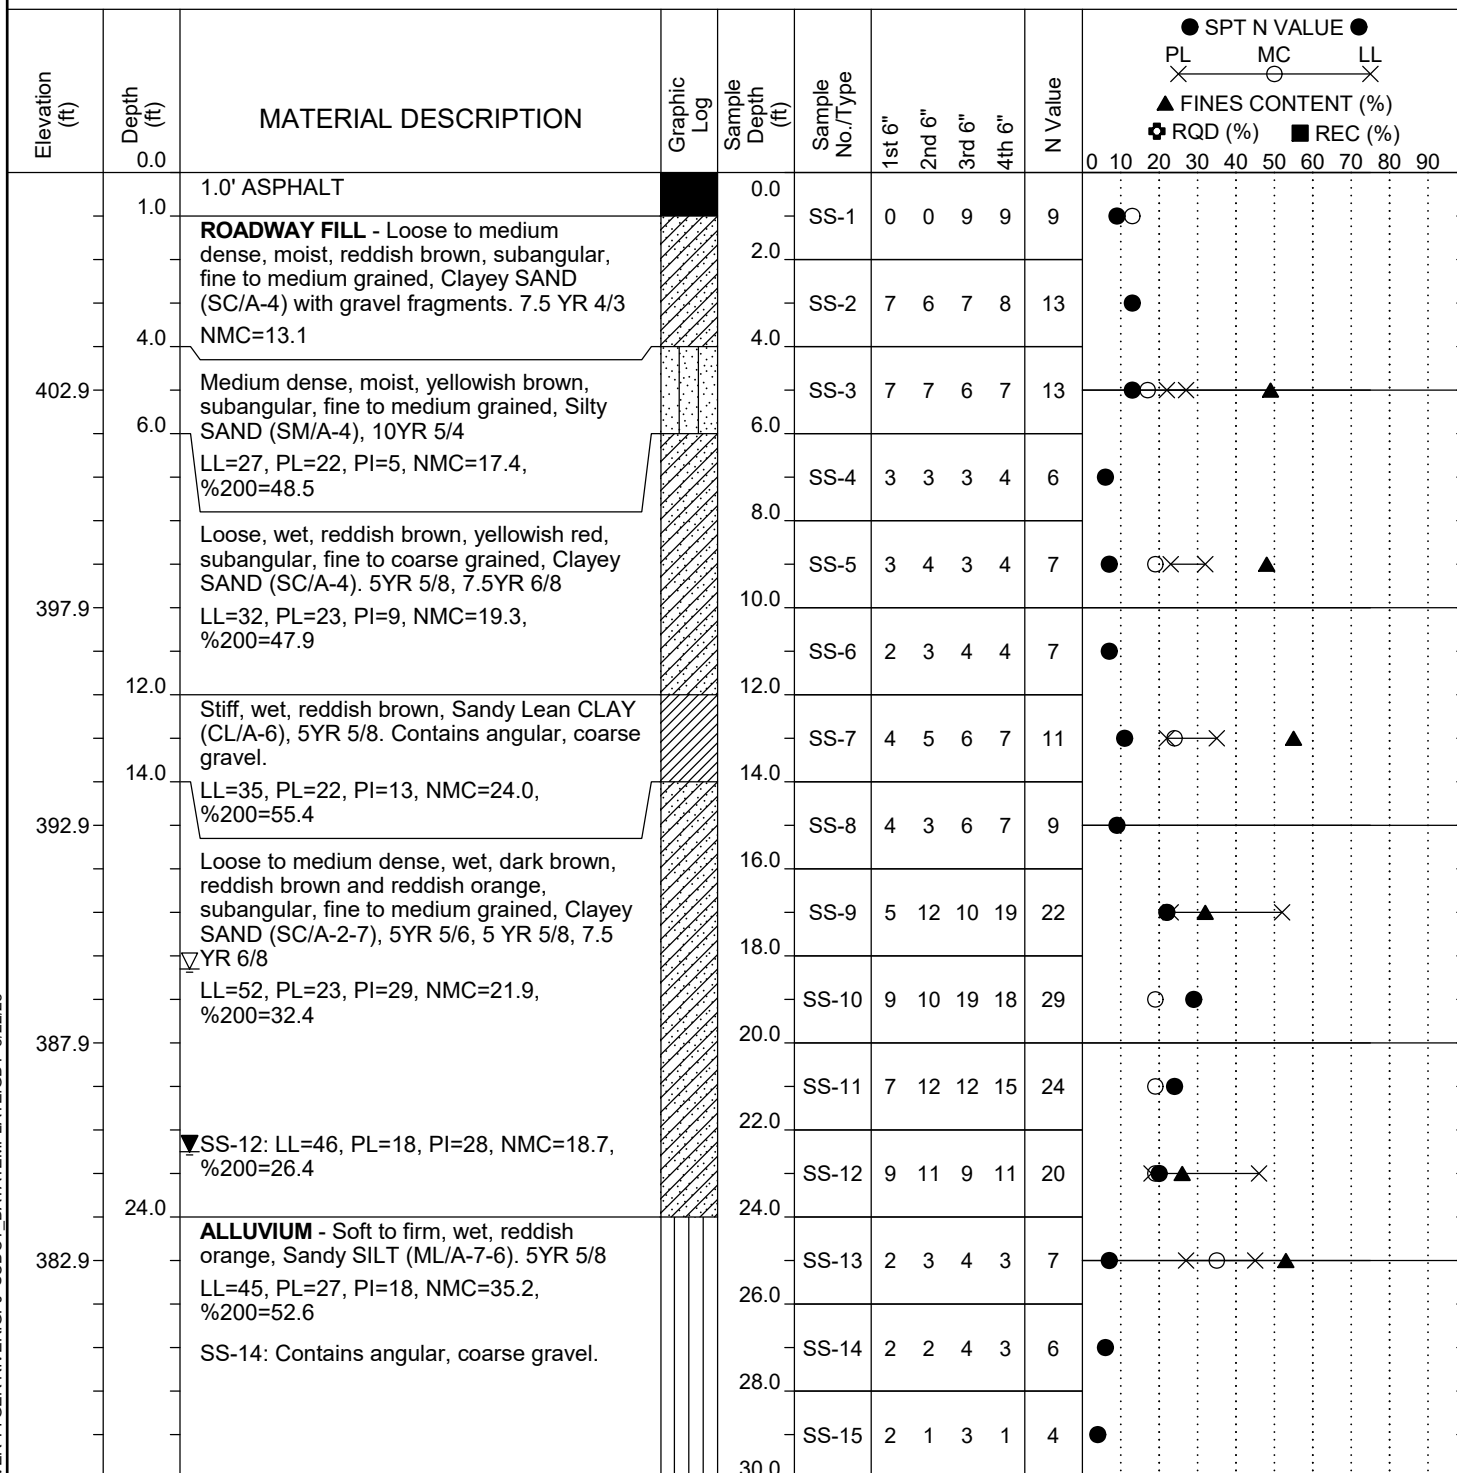 ● SPT N VALUE ●
PL MC LL
▲ FINES CONTENT (%)
RQD (%) ■ REC (%)
Elevation (ft)
Depth (ft)
MATERIAL DESCRIPTION
Graphic Log
Sample Depth (ft)
Sample No./Type
1st 6"
2nd 6"
3rd 6"
4th 6"
N Value
0.0
0 10 20 30 40 50 60 70 80 90
1.0' ASPHALT
0.0
1.0
SS-1 0 0 9 9 9
ROADWAY FILL - Loose to medium
dense, moist, reddish brown, subangular,
2.0
fine to medium grained, Clayey SAND
(SC/A-4) with gravel fragments. 7.5 YR 4/3
SS-2 7 6 7 8 13
NMC=13.1
4.0
4.0
Medium dense, moist, yellowish brown,
402.9
SS-3 7 7 6 7 13
subangular, fine to medium grained, Silty
SAND (SM/A-4), 10YR 5/4
6.0
6.0
LL=27, PL=22, PI=5, NMC=17.4,
%200=48.5
SS-4 3 3 3 4 6
8.0
Loose, wet, reddish brown, yellowish red,
subangular, fine to coarse grained, Clayey
SS-5 3 4 3 4 7
SAND (SC/A-4). 5YR 5/8, 7.5YR 6/8
397.9
10.0
LL=32, PL=23, PI=9, NMC=19.3,
%200=47.9
SS-6 2 3 4 4 7
12.0
12.0
Stiff, wet, reddish brown, Sandy Lean CLAY
(CL/A-6), 5YR 5/8. Contains angular, coarse
SS-7 4 5 6 7 11
gravel.
14.0
14.0
LL=35, PL=22, PI=13, NMC=24.0,
%200=55.4
392.9
SS-8 4 3 6 7 9
Loose to medium dense, wet, dark brown,
16.0
reddish brown and reddish orange,
subangular, fine to medium grained, Clayey
SS-9 5 12 10 19 22
SAND (SC/A-2-7), 5YR 5/6, 5 YR 5/8, 7.5
YR 6/8
18.0
LL=52, PL=23, PI=29, NMC=21.9,
%200=32.4
SS-10 9 10 19 18 29
387.9
20.0
SS-11 7 12 12 15 24
22.0
SS-12: LL=46, PL=18, PI=28, NMC=18.7,
%200=26.4
SS-12 9 11 9 11 20
24.0
24.0
ALLUVIUM - Soft to firm, wet, reddish
orange, Sandy SILT (ML/A-7-6). 5YR 5/8
382.9
SS-13 2 3 4 3 7
LL=45, PL=27, PI=18, NMC=35.2,
%200=52.6
26.0
SS-14: Contains angular, coarse gravel.
SS-14 2 2 4 3 6
28.0
SS-15 2 1 3 1 4
30.0